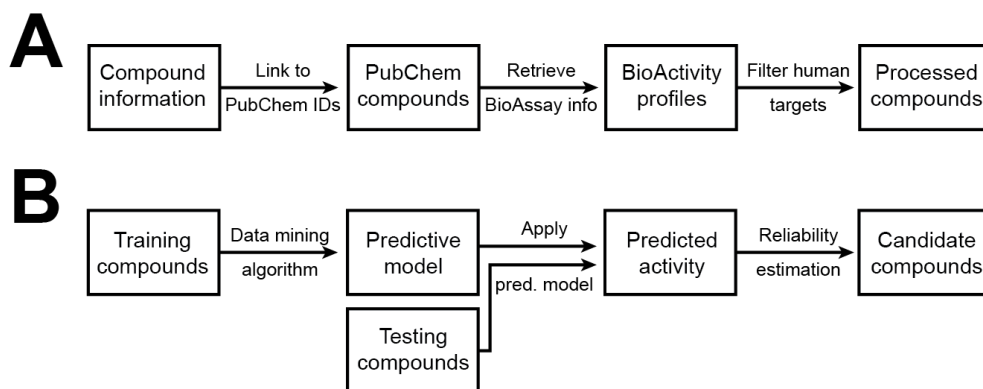 A
Compound
information
Link to
PubChem IDs
PubChem
compounds
Retrieve
BioAssay info
BioActivity
profiles
Filter human
targets
Processed
compounds
B
Training
compounds
Data mining
algorithm
Predictive
model
Testing
compounds
Apply
pred. model
Predicted
activity
Reliability
estimation
Candidate
compounds